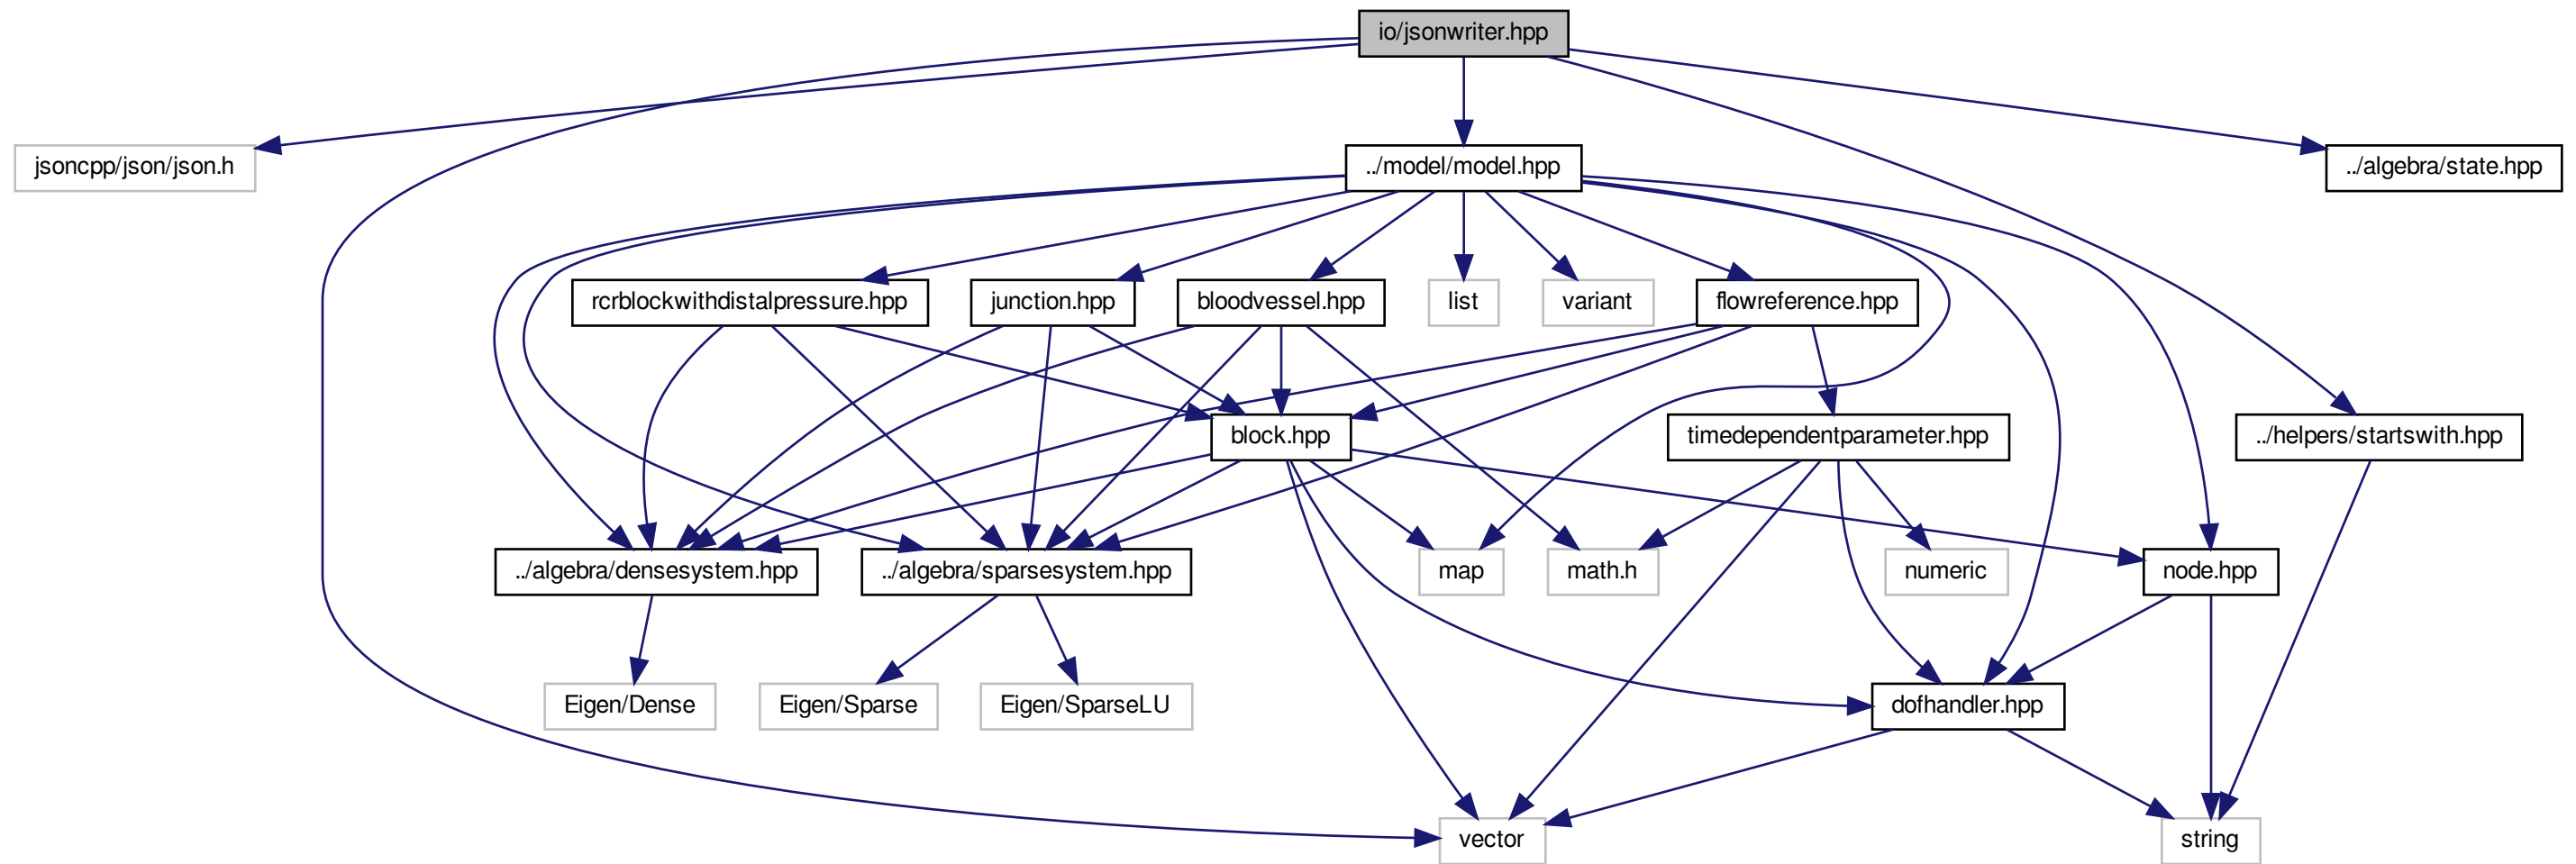 io/jsonwriter.hpp
jsoncpp/json/json.h
../model/model.hpp
../algebra/state.hpp
rcrblockwithdistalpressure.hpp
junction.hpp
bloodvessel.hpp
list
variant
flowreference.hpp
block.hpp
timedependentparameter.hpp
../helpers/startswith.hpp
../algebra/densesystem.hpp
../algebra/sparsesystem.hpp
map
math.h
numeric
node.hpp
Eigen/Dense
Eigen/Sparse
Eigen/SparseLU
dofhandler.hpp
vector
string